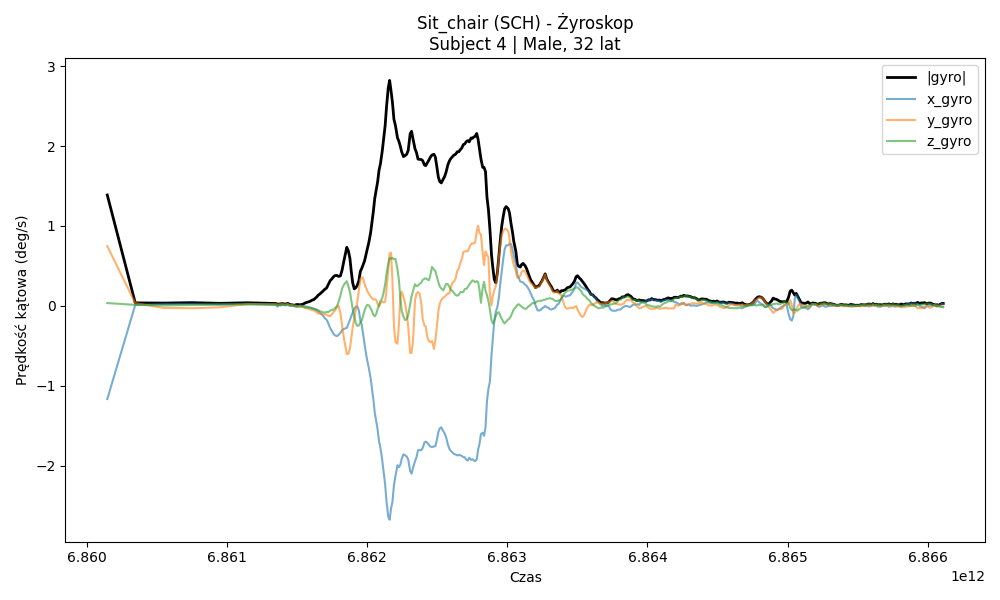 Sit_chair (SCH) - Żyroskop
Subject 4 | Male, 32 lat
|gyro|
x_gyro
y_gyro
z_gyro
Prędkość kątowa (deg/s)
3
2
1
0
−1
−2
6.860 6.861 6.862 6.863 6.864 6.865 6.866
1e12
Czas